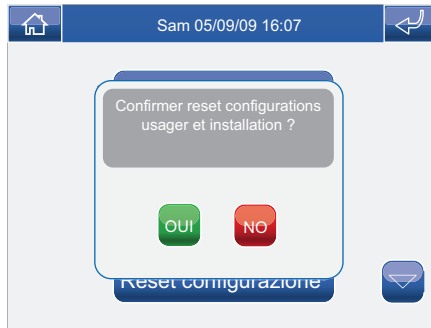 Sam 05/09/09 16:07
Confirmer reset configurations
usager et installation ?
OUI
NO
Reset configurazione